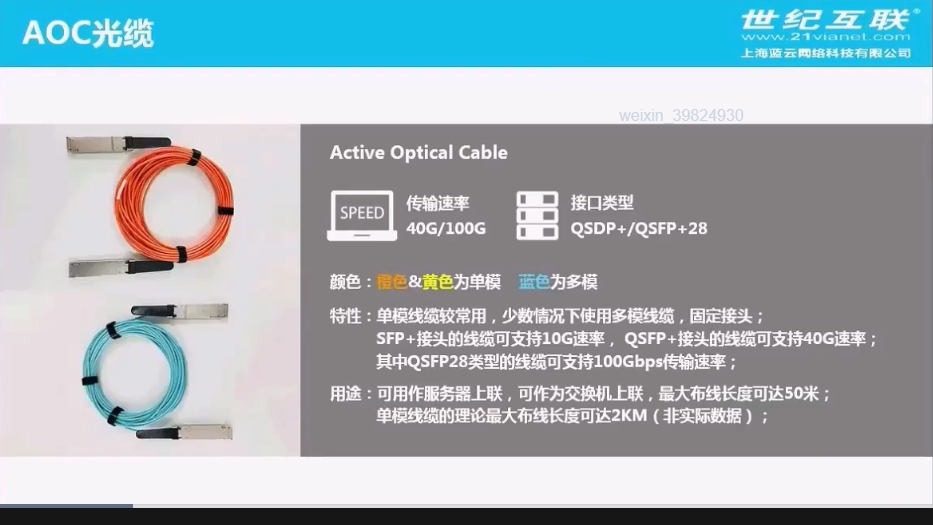 AOC光缆
世纪互联®
www.21vianet.com
上海蓝云网络科技有限公司
weixin_39824930
Active Optical Cable
SPEED
传输速率
40G/100G
接口类型
QSDP+/QSFP+28
颜色：橙色&黄色为单模 蓝色为多模
特性：单模线缆较常用，少数情况下使用多模线缆，固定接头；
SFP+接头的线缆可支持10G速率， QSFP+接头的线缆可支持40G速率；
其中QSFP28类型的线缆可支持100Gbps传输速率；
用途：可用作服务器上联，可作为交换机上联，最大布线长度可达50米；
单模线缆的理论最大布线长度可达2KM（非实际数据）；